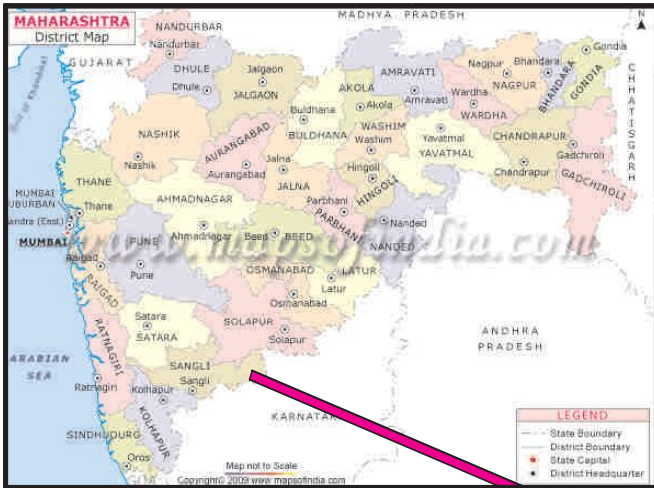 MAHARASHTRA
District Map
MADHYA PRADESH
N
GUJARAT
NANDURBAR
Nandurbar
DHULE
Dhule
Jalgaon
JALGAON
Buldhana
BULDHANA
AKOLA
Akola
AMRAVATI
Amravati
WASHIM
Washim
Wardha
WARDHA
Nagpur
NAGPUR
Bhandara
BHANDARA
Gondia
GONDIA
CHHATISGARH
NASHIK
Nashik
AURANGABAD
Aurangabad
Jalna
JALNA
Hingoli
HINGOLI
Yavatmal
YAVATMAL
CHANDRAPUR
Chandrapur
Gadchiroli
GADCHIROLI
THANE
Thane
MUMBAI
UBURBAN
andra (East)
MUMBAI
AHMADNAGAR
Ahmadnagar
Parbhani
PARBHANI
Nanded
NANDED
Beed
BEED
PUNE
Pune
www.mapsofindia.com
Raigad
RAIGAD
OSMANABAD
Osmanabad
LATUR
Latur
Satara
SATARA
SOLAPUR
Solapur
RATNAGIRI
Ratnagiri
SANGLI
Sangli
Kolhapur
KOLHAPUR
SINDHUDURG
Oros
ARABIAN
SEA
ANDHRA
PRADESH
KARNATAK
GOA
Map not to Scale
Copyright© 2009 www.mapsofindia.com
LEGEND
State Boundary
District Boundary
State Capital
District Headquarter